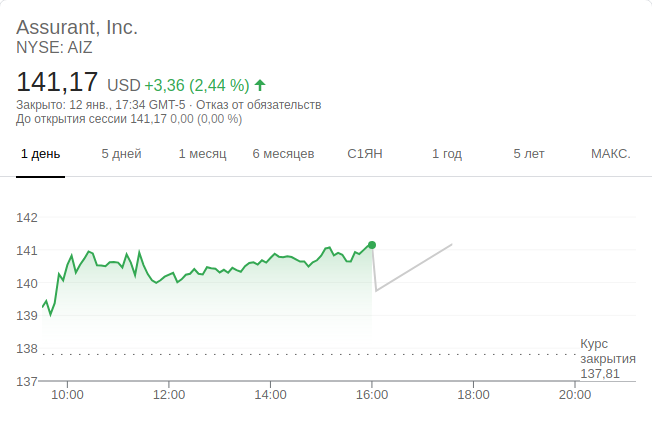 Assurant, Inc.
NYSE: AIZ
141,17 USD +3,36 (2,44 %)
Закрыто: 12 янв., 17:34 GMT-5 · Отказ от обязательств
До открытия сессии 141,17 0,00 (0,00 %)
1 день 5 дней 1 месяц 6 месяцев С1ЯН 1 год 5 лет МАКС.
142
141
140
139
138
137
Курс
закрытия
137,81
10:00 12:00 14:00 16:00 18:00 20:00